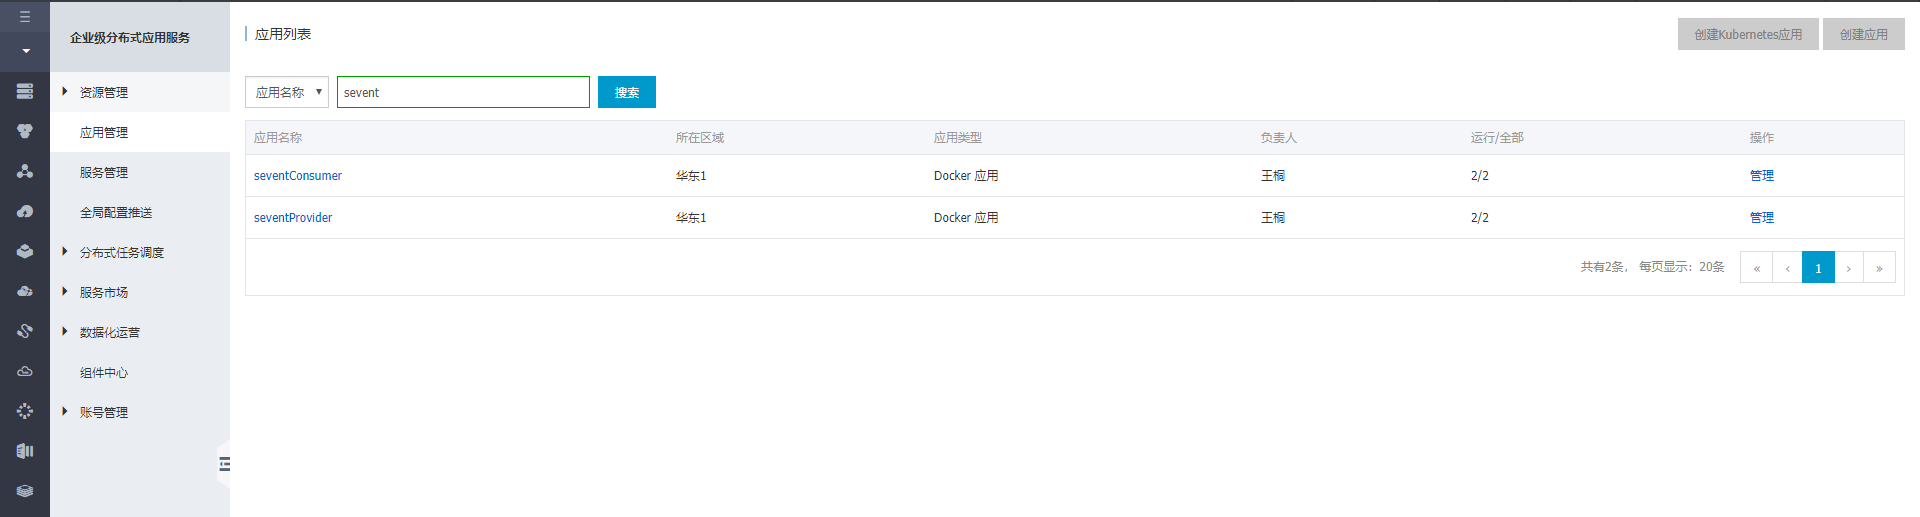 企业级分布式应用服务
资源管理
应用管理
服务管理
全局配置推送
分布式任务调度
服务市场
数据化运营
组件中心
账号管理
应用列表
创建Kubernetes应用 创建应用
应用名称 sevent 搜索
应用名称 所在区域 应用类型 负责人 运行/全部 操作
seventConsumer 华东1 Docker 应用 王桐 2/2 管理
seventProvider 华东1 Docker 应用 王桐 2/2 管理
共有2条， 每页显示：20条 « ‹ 1 › »